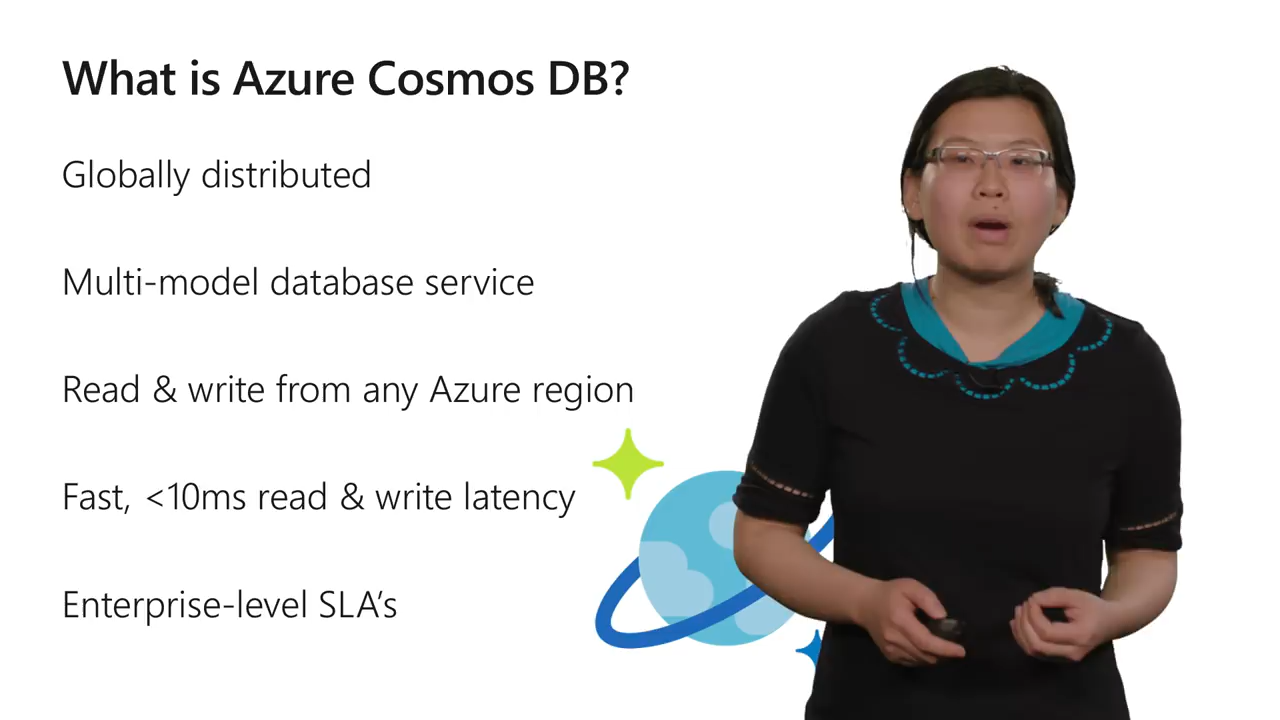 What is Azure Cosmos DB?
Globally distributed
Multi-model database service
Read & write from any Azure region
Fast, <10ms read & write latency
Enterprise-level SLA’s